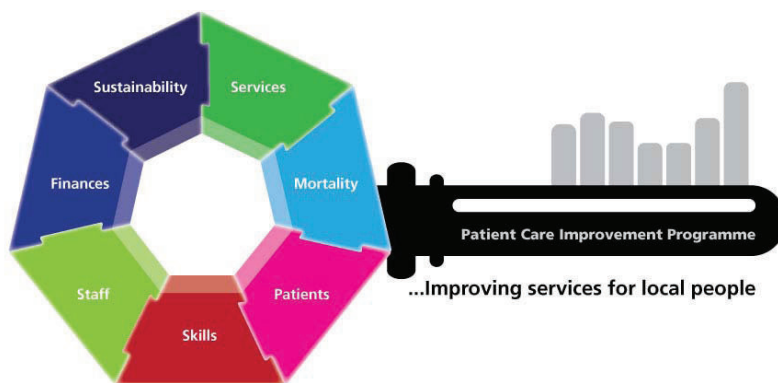 Sustainability
Services
Finances
Mortality
Staff
Patients
Skills
Patient Care Improvement Programme
...Improving services for local people